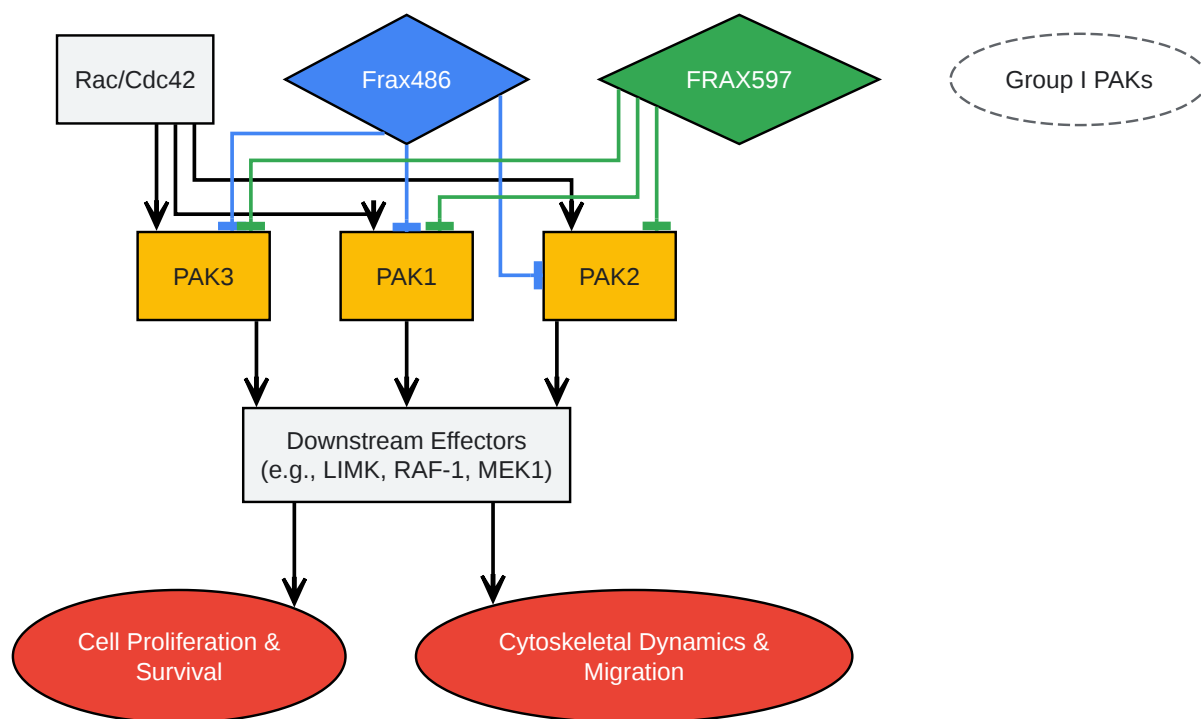 Rac/Cdc42
Frax486
FRAX597
Group I PAKs
PAK3
PAK1
PAK2
Downstream Effectors
(e.g., LIMK, RAF-1, MEK1)
Cell Proliferation &
Survival
Cytoskeletal Dynamics &
Migration